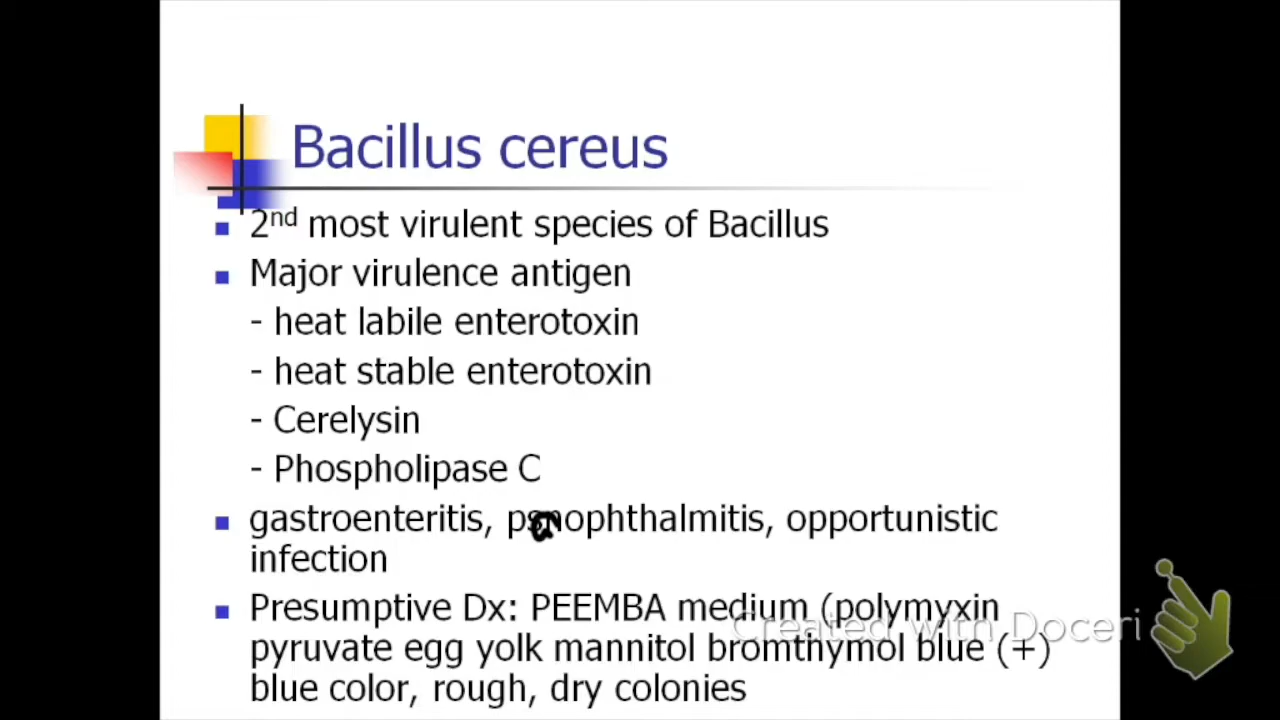 Bacillus cereus
2nd most virulent species of Bacillus
Major virulence antigen
- heat labile enterotoxin
- heat stable enterotoxin
- Cerelysin
- Phospholipase C
gastroenteritis, panophthalmitis, opportunistic
infection
Presumptive Dx: PEEMBA medium (polymyxin
Created with Doceri
pyruvate egg yolk mannitol bromthymol blue (+)
blue color, rough, dry colonies